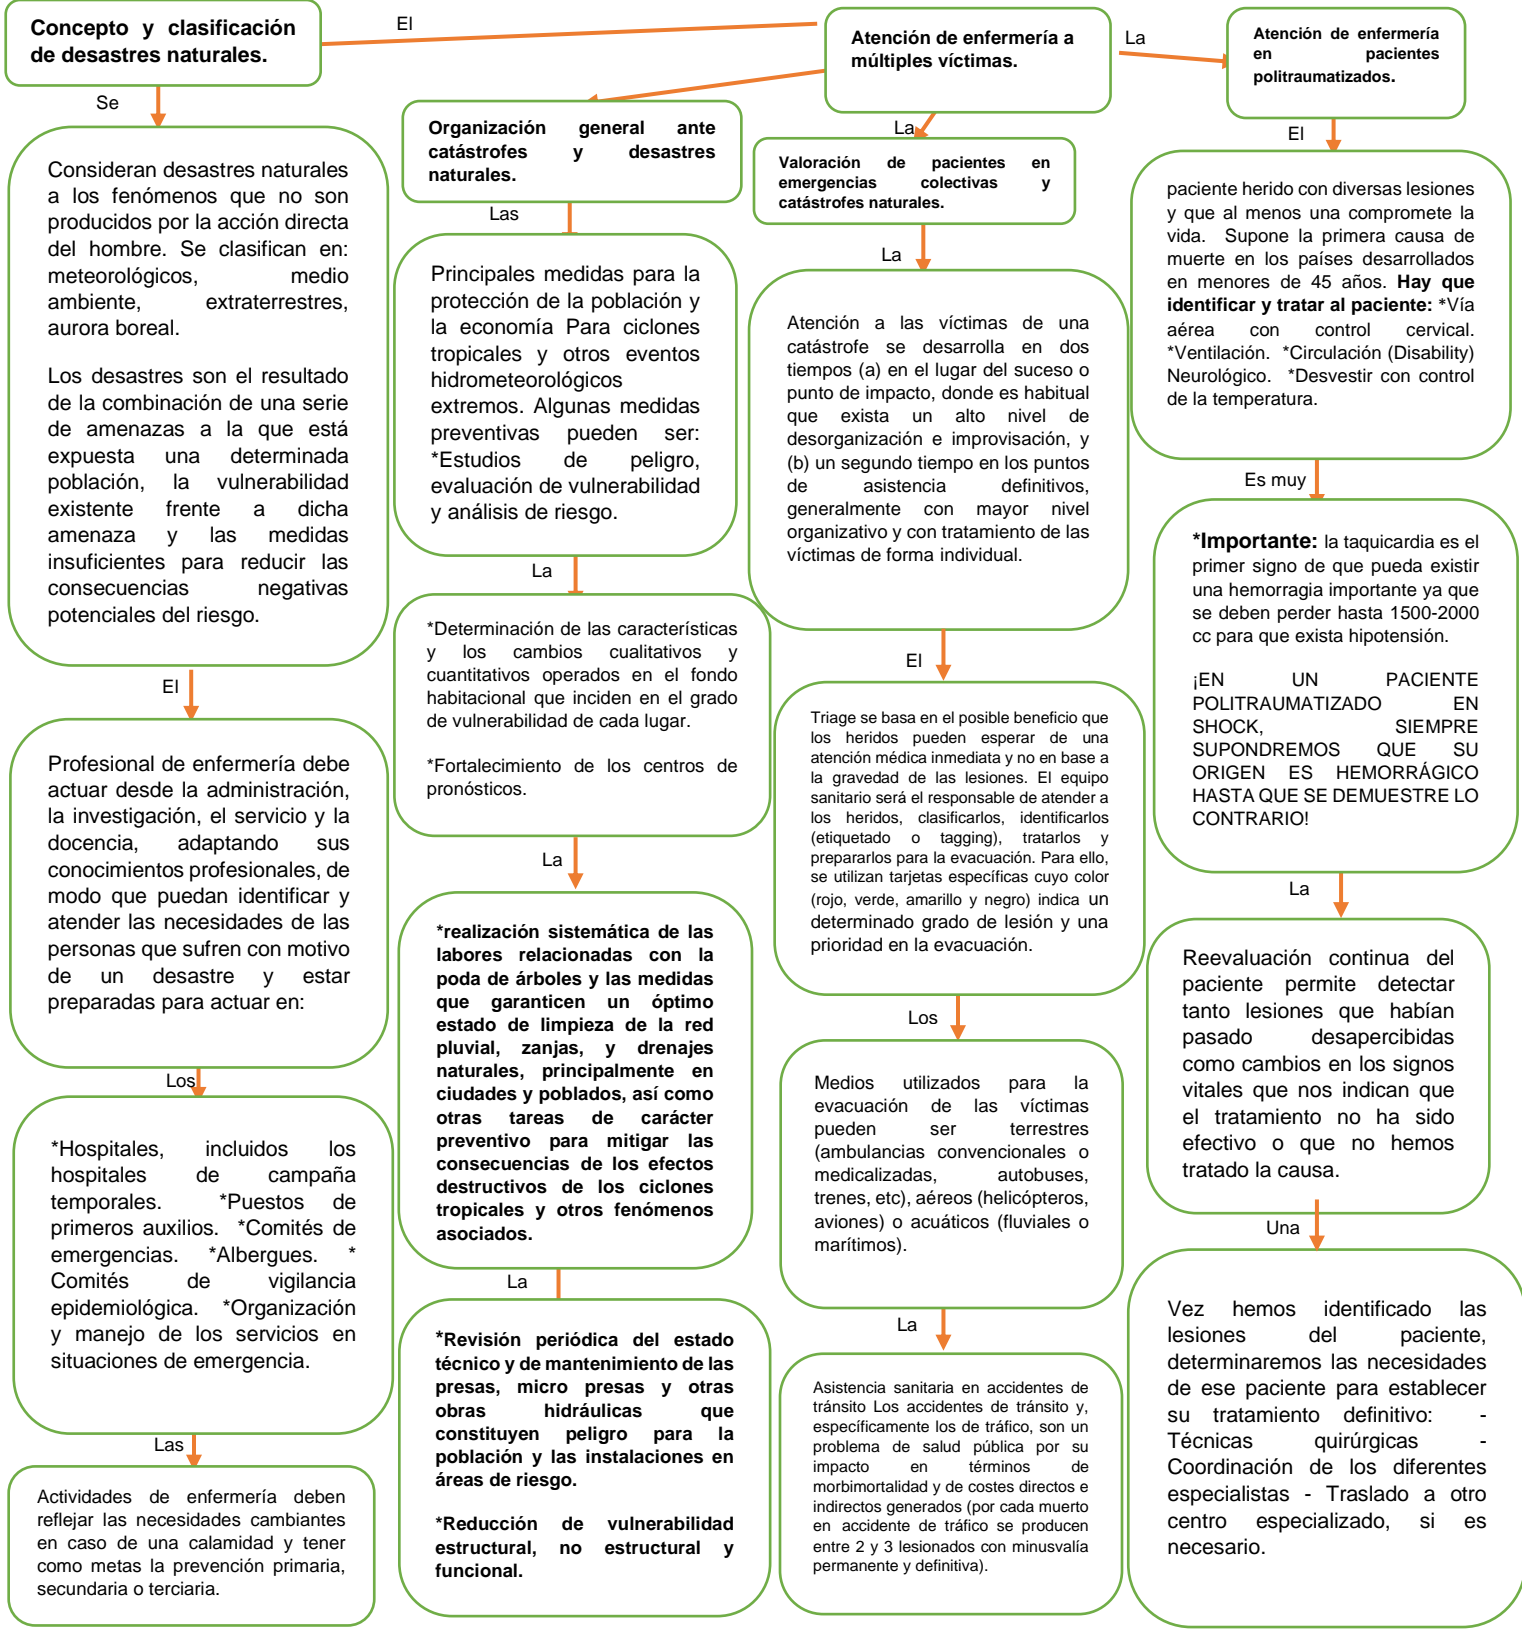 Concepto y clasificación
de desastres naturales.
El
Atención de enfermería a
múltiples víctimas.
La
Atención de enfermería
en pacientes
politraumatizados.
Se
Consideran desastres naturales
a los fenómenos que no son
producidos por la acción directa
del hombre. Se clasifican en:
meteorológicos, medio
ambiente, extraterrestres,
aurora boreal.
Los desastres son el resultado
de la combinación de una serie
de amenazas a la que está
expuesta una determinada
población, la vulnerabilidad
existente frente a dicha
amenaza y las medidas
insuficientes para reducir las
consecuencias negativas
potenciales del riesgo.
El
Profesional de enfermería debe
actuar desde la administración,
la investigación, el servicio y la
docencia, adaptando sus
conocimientos profesionales, de
modo que puedan identificar y
atender las necesidades de las
personas que sufren con motivo
de un desastre y estar
preparadas para actuar en:
Los
*Hospitales, incluidos los
hospitales de campaña
temporales. *Puestos de
primeros auxilios. *Comités de
emergencias. *Albergues. *
Comités de vigilancia
epidemiológica. *Organización
y manejo de los servicios en
situaciones de emergencia.
Las
Actividades de enfermería deben
reflejar las necesidades cambiantes
en caso de una calamidad y tener
como metas la prevención primaria,
secundaria o terciaria.
Organización general ante
catástrofes y desastres
naturales.
Las
Principales medidas para la
protección de la población y
la economía Para ciclones
tropicales y otros eventos
hidrometeorológicos
extremos. Algunas medidas
preventivas pueden ser:
*Estudios de peligro,
evaluación de vulnerabilidad
y análisis de riesgo.
La
*Determinación de las características
y los cambios cualitativos y
cuantitativos operados en el fondo
habitacional que inciden en el grado
de vulnerabilidad de cada lugar.
*Fortalecimiento de los centros de
pronósticos.
La
*realización sistemática de las
labores relacionadas con la
poda de árboles y las medidas
que garanticen un óptimo
estado de limpieza de la red
pluvial, zanjas, y drenajes
naturales, principalmente en
ciudades y poblados, así como
otras tareas de carácter
preventivo para mitigar las
consecuencias de los efectos
destructivos de los ciclones
tropicales y otros fenómenos
asociados.
La
*Revisión periódica del estado
técnico y de mantenimiento de las
presas, micro presas y otras
obras hidráulicas que
constituyen peligro para la
población y las instalaciones en
áreas de riesgo.
*Reducción de vulnerabilidad
estructural, no estructural y
funcional.
La
Valoración de pacientes en
emergencias colectivas y
catástrofes naturales.
La
Atención a las víctimas de una
catástrofe se desarrolla en dos
tiempos (a) en el lugar del suceso o
punto de impacto, donde es habitual
que exista un alto nivel de
desorganización e improvisación, y
(b) un segundo tiempo en los puntos
de asistencia definitivos,
generalmente con mayor nivel
organizativo y con tratamiento de las
víctimas de forma individual.
El
Triage se basa en el posible beneficio que
los heridos pueden esperar de una
atención médica inmediata y no en base a
la gravedad de las lesiones. El equipo
sanitario será el responsable de atender a
los heridos, clasificarlos, identificarlos
(etiquetado o tagging), tratarlos y
prepararlos para la evacuación. Para ello,
se utilizan tarjetas específicas cuyo color
(rojo, verde, amarillo y negro) indica un
determinado grado de lesión y una
prioridad en la evacuación.
Los
Medios utilizados para la
evacuación de las víctimas
pueden ser terrestres
(ambulancias convencionales o
medicalizadas, autobuses,
trenes, etc), aéreos (helicópteros,
aviones) o acuáticos (fluviales o
marítimos).
La
Asistencia sanitaria en accidentes de
tránsito Los accidentes de tránsito y,
específicamente los de tráfico, son un
problema de salud pública por su
impacto en términos de
morbimortalidad y de costes directos e
indirectos generados (por cada muerto
en accidente de tráfico se producen
entre 2 y 3 lesionados con minusvalía
permanente y definitiva).
El
paciente herido con diversas lesiones
y que al menos una compromete la
vida. Supone la primera causa de
muerte en los países desarrollados
en menores de 45 años. Hay que
identificar y tratar al paciente: *Vía
aérea con control cervical.
*Ventilación. *Circulación (Disability)
Neurológico. *Desvestir con control
de la temperatura.
Es muy
*Importante: la taquicardia es el
primer signo de que pueda existir
una hemorragia importante ya que
se deben perder hasta 1500-2000
cc para que exista hipotensión.
¡EN UN PACIENTE
POLITRAUMATIZADO EN
SHOCK, SIEMPRE
SUPONDREMOS QUE SU
ORIGEN ES HEMORRÁGICO
HASTA QUE SE DEMUESTRE LO
CONTRARIO!
La
Reevaluación continua del
paciente permite detectar
tanto lesiones que habían
pasado desapercibidas
como cambios en los signos
vitales que nos indican que
el tratamiento no ha sido
efectivo o que no hemos
tratado la causa.
Una
Vez hemos identificado las
lesiones del paciente,
determinaremos las necesidades
de ese paciente para establecer
su tratamiento definitivo: -
Técnicas quirúrgicas -
Coordinación de los diferentes
especialistas - Traslado a otro
centro especializado, si es
necesario.